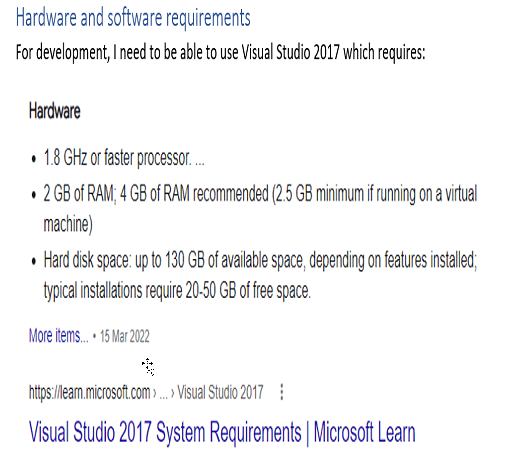 Hardware and software requirements
For development, I need to be able to use Visual Studio 2017 which requires:
Hardware
• 1.8 GHz or faster processor. ...
• 2 GB of RAM; 4 GB of RAM recommended (2.5 GB minimum if running on a virtual
machine)
• Hard disk space: up to 130 GB of available space, depending on features installed;
typical installations require 20-50 GB of free space.
More items... • 15 Mar 2022
https://learn.microsoft.com › ... › Visual Studio 2017 ⋮
Visual Studio 2017 System Requirements | Microsoft Learn